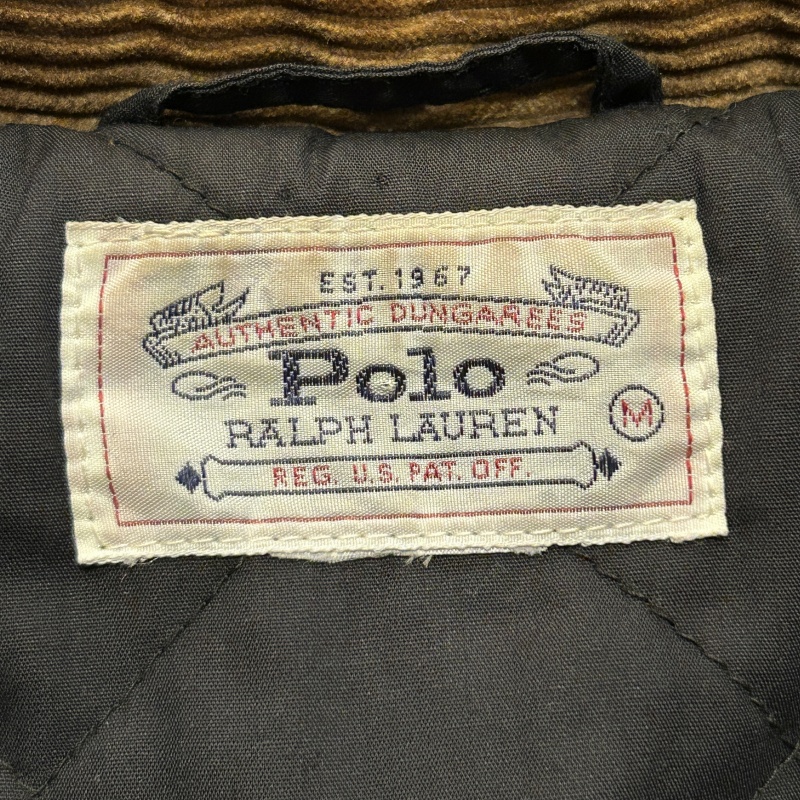 EST. 1967
AUTHENTIC DUNGAREES
Polo
RALPH LAUREN
M
REG. U.S. PAT. OFF.